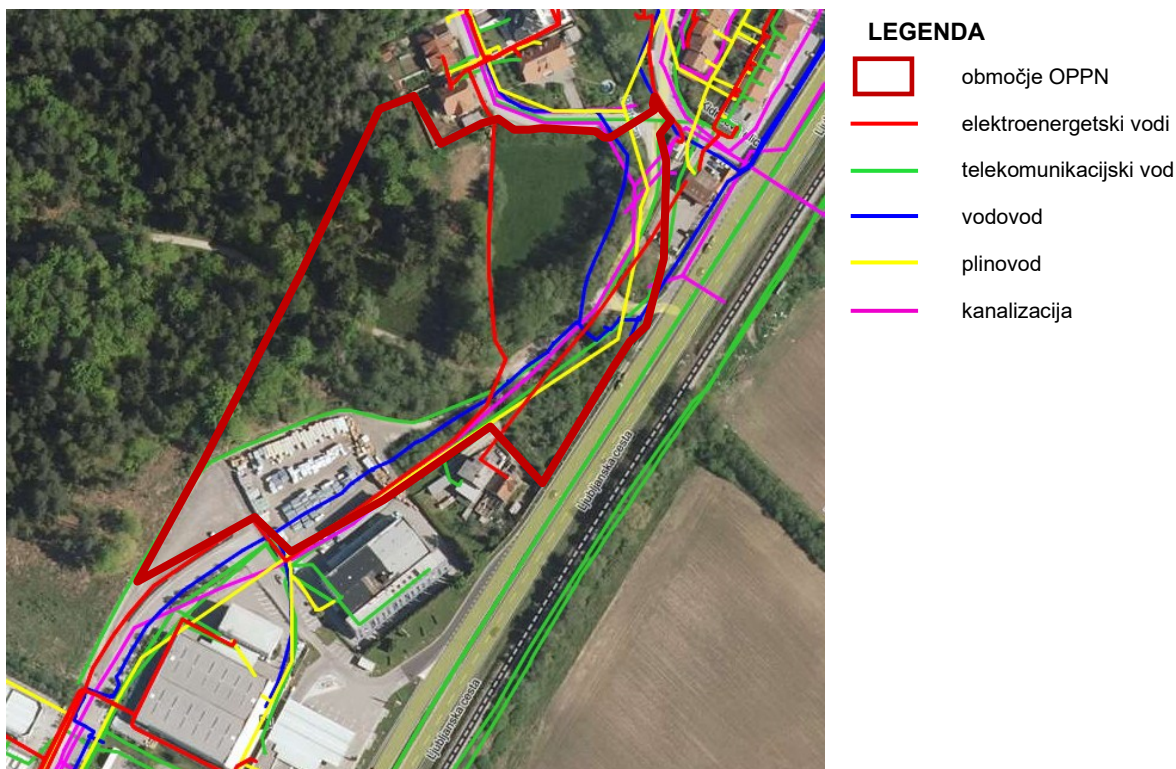 LEGENDA
območje OPPN
elektroenergetski vodi
telekomunikacijski vod
vodovod
plinovod
kanalizacija
Ljubljanska cesta
Ljubljanska cesta